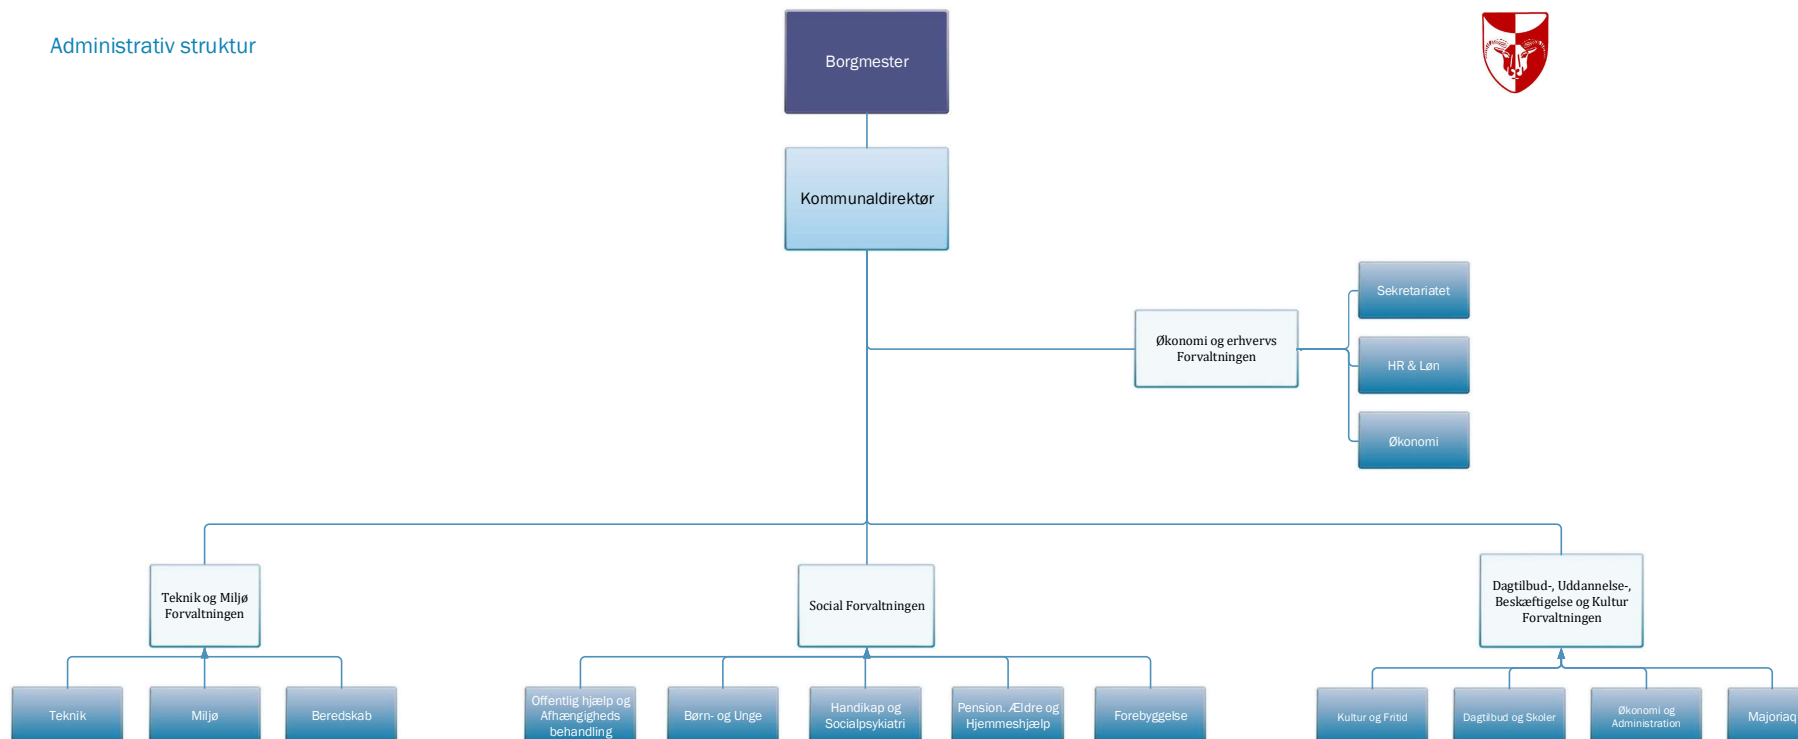 Administrativ struktur
Borgmester
Kommunaldirektør
Økonomi og erhvervs
Forvaltningen
Sekretariatet
HR & Løn
Økonomi
Teknik og Miljø
Forvaltningen
Social Forvaltningen
Dagtilbud-, Uddannelse-,
Beskæftigelse og Kultur
Forvaltningen
Teknik
Miljø
Beredskab
Offentlig hjælp og
Afhængigheds
behandling
Børn- og Unge
Handikap og
Socialpsykiatri
Pension. Ældre og
Hjemmeshjælp
Forebyggelse
Kultur og Fritid
Dagtilbud og Skoler
Økonomi og
Administration
Majoriaq